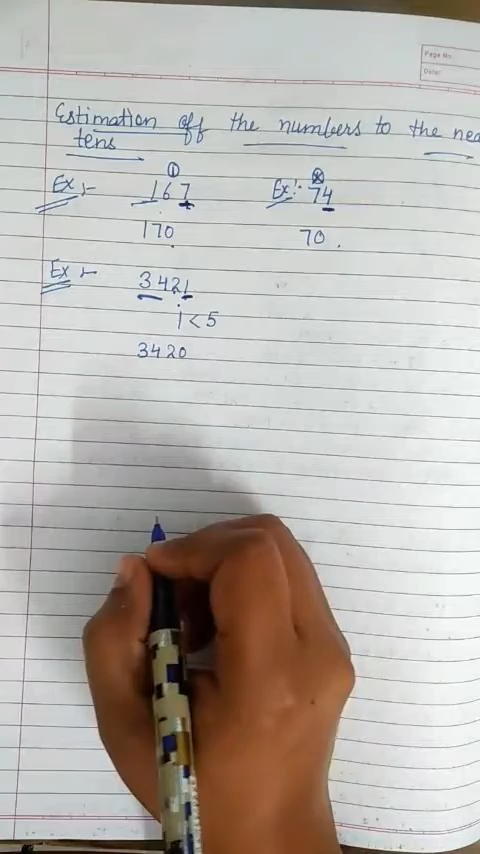 Page No.
Date:
Estimation off the numbers to the nea
tens
Ex :- 167 Ex :- 74
170 70.
Ex :- 3421
1 < 5
3420